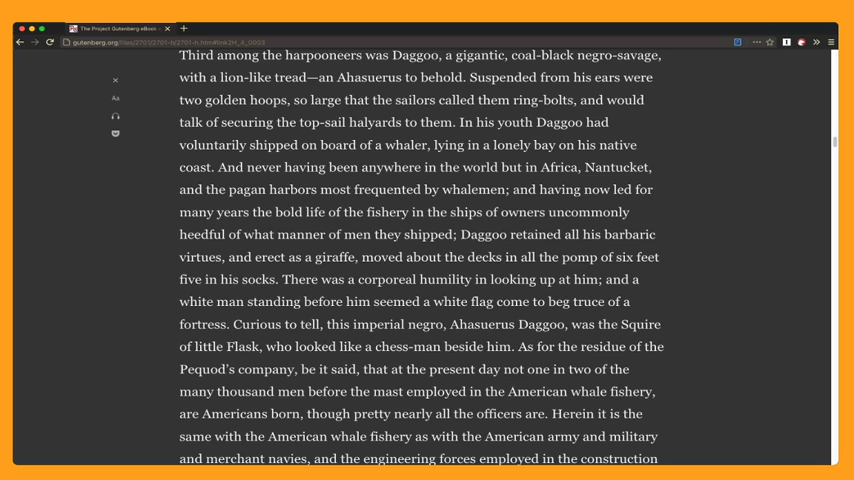 The Project Gutenberg eBook
gutenberg.org/files/2701/2701-h/2701-h.htm#link2H_4_0003
Aa
Third among the harpooneers was Daggoo, a gigantic, coal-black negro-savage,
with a lion-like tread—an Ahasuerus to behold. Suspended from his ears were
two golden hoops, so large that the sailors called them ring-bolts, and would
talk of securing the top-sail halyards to them. In his youth Daggoo had
voluntarily shipped on board of a whaler, lying in a lonely bay on his native
coast. And never having been anywhere in the world but in Africa, Nantucket,
and the pagan harbors most frequented by whalemen; and having now led for
many years the bold life of the fishery in the ships of owners uncommonly
heedful of what manner of men they shipped; Daggoo retained all his barbaric
virtues, and erect as a giraffe, moved about the decks in all the pomp of six feet
five in his socks. There was a corporeal humility in looking up at him; and a
white man standing before him seemed a white flag come to beg truce of a
fortress. Curious to tell, this imperial negro, Ahasuerus Daggoo, was the Squire
of little Flask, who looked like a chess-man beside him. As for the residue of the
Pequod’s company, be it said, that at the present day not one in two of the
many thousand men before the mast employed in the American whale fishery,
are Americans born, though pretty nearly all the officers are. Herein it is the
same with the American whale fishery as with the American army and military
and merchant navies, and the engineering forces employed in the construction